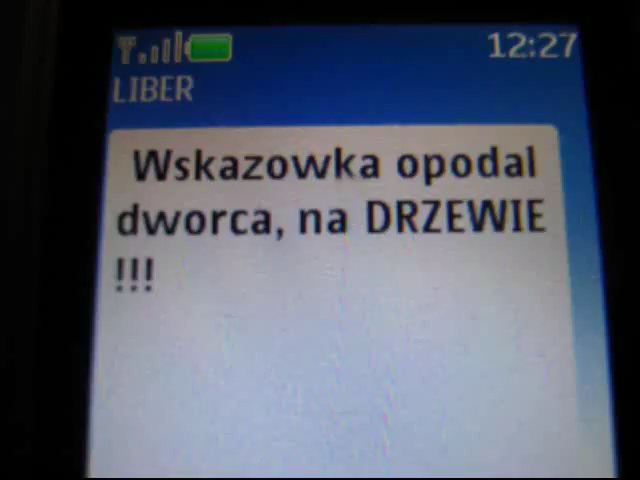 12:27
LIBER
Wskazowka opodal
dworca, na DRZEWIE
!!!